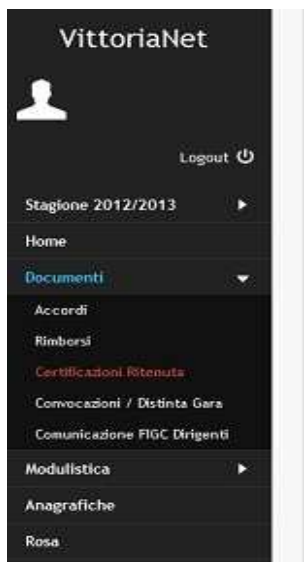 VittoriaNet
Logout
Stagione 2012/2013
Home
Documenti
Accordi
Rimborsi
Certificazioni Ritenuta
Convocazioni / Distinta Gara
Comunicazione FIGC Dirigenti
Modulistica
Anagrafiche
Rosa